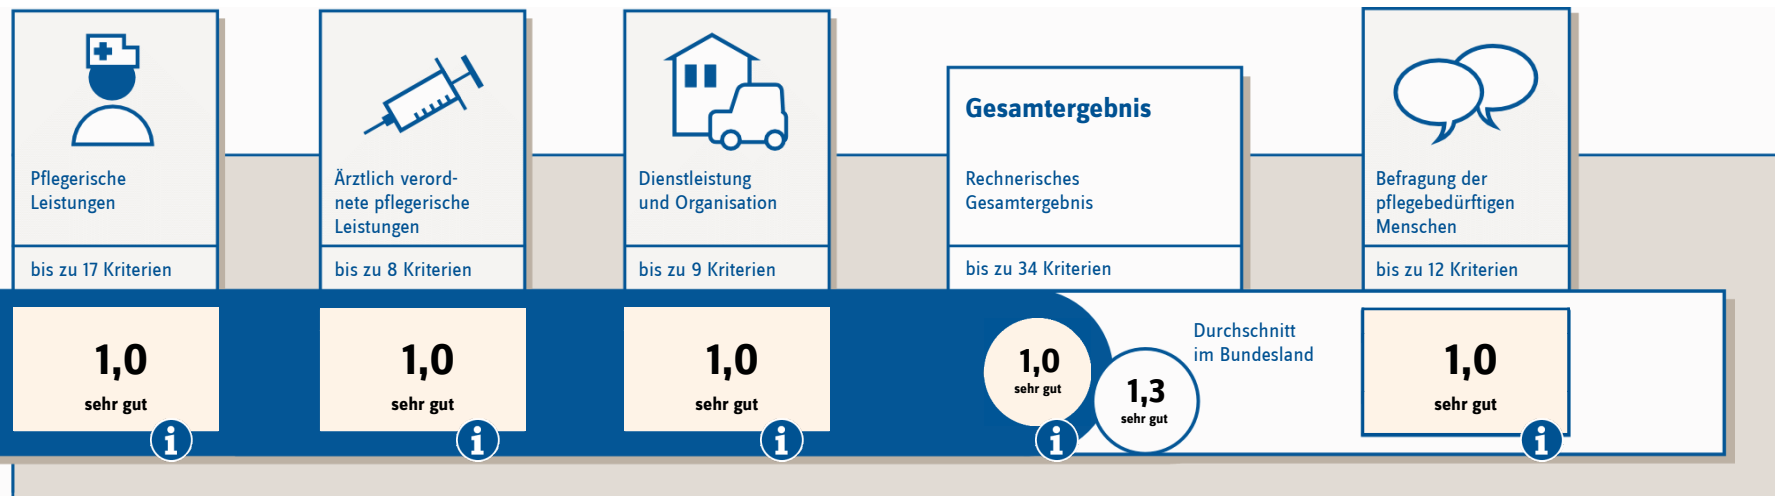 Pflegerische
Leistungen
bis zu 17 Kriterien
1,0
sehr gut
i
Ärztlich verord-
nete pflegerische
Leistungen
bis zu 8 Kriterien
1,0
sehr gut
i
Dienstleistung
und Organisation
bis zu 9 Kriterien
1,0
sehr gut
i
Gesamtergebnis
Rechnerisches
Gesamtergebnis
bis zu 34 Kriterien
1,0
sehr gut
i
1,3
sehr gut
Durchschnitt
im Bundesland
Befragung der
pflegebedürftigen
Menschen
bis zu 12 Kriterien
1,0
sehr gut
i